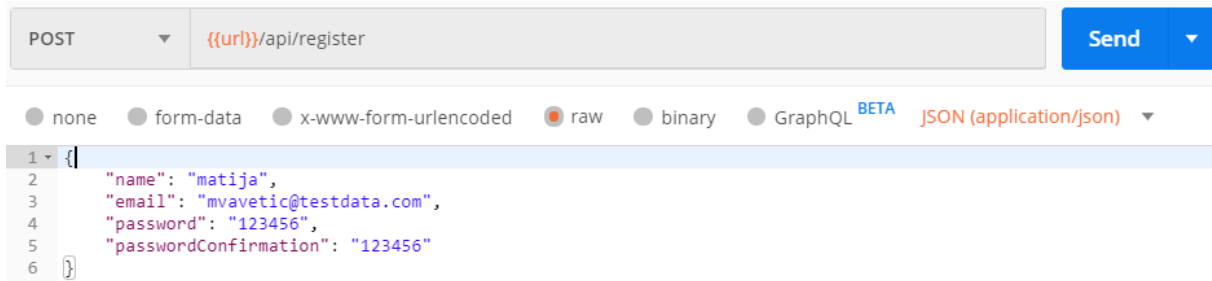 POST {{url}}/api/register Send
none form-data x-www-form-urlencoded raw binary GraphQL BETA JSON (application/json)
1 {
2 "name": "matija",
3 "email": "mvavetic@testdata.com",
4 "password": "123456",
5 "passwordConfirmation": "123456"
6 }